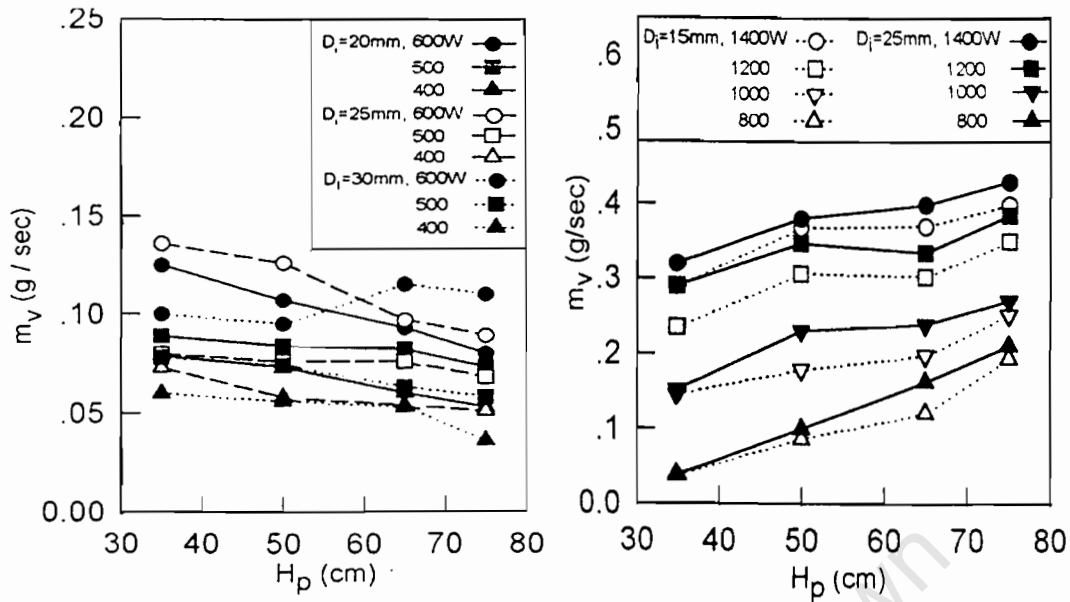 .25
.20
.15
.10
.05
0.00
30 40 50 60 70 80
m_v (g / sec)
H_p (cm)
D_i=20mm, 600W
500
400
D_i=25mm, 600W
500
400
D_i=30mm, 600W
500
400
.6
.5
.4
.3
.2
.1
0.0
30 40 50 60 70 80
m_v (g/sec)
H_p (cm)
D_i=15mm, 1400W
1200
1000
800
D_i=25mm, 1400W
1200
1000
800
wn